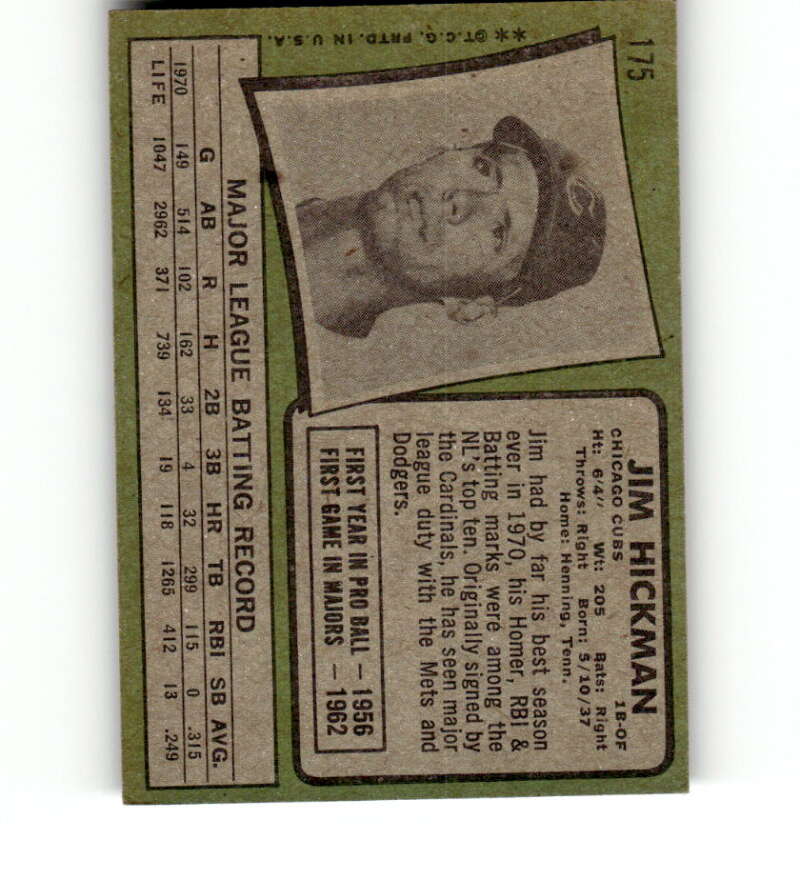 175
JIM HICKMAN 1B-OF
CHICAGO CUBS
Ht: 6'4" Wt: 205 Bats: Right
Throws: Right Born: 5/10/37
Home: Henning, Tenn.
Jim had by far his best season
ever in 1970, his Homer, RBI &
Batting marks were among the
NL's top ten. Originally signed by
the Cardinals, he has seen major
league duty with the Mets and
Dodgers.
FIRST YEAR IN PRO BALL — 1956
FIRST GAME IN MAJORS — 1962
C
**©T.C.G. PRTD. IN U.S.A.
MAJOR LEAGUE BATTING RECORD
G AB R H 2B 3B HR TB RBI SB AVG.
1970 149 514 102 162 33 4 32 299 115 0 .315
LIFE 1047 2962 371 739 134 19 118 1265 412 13 .249